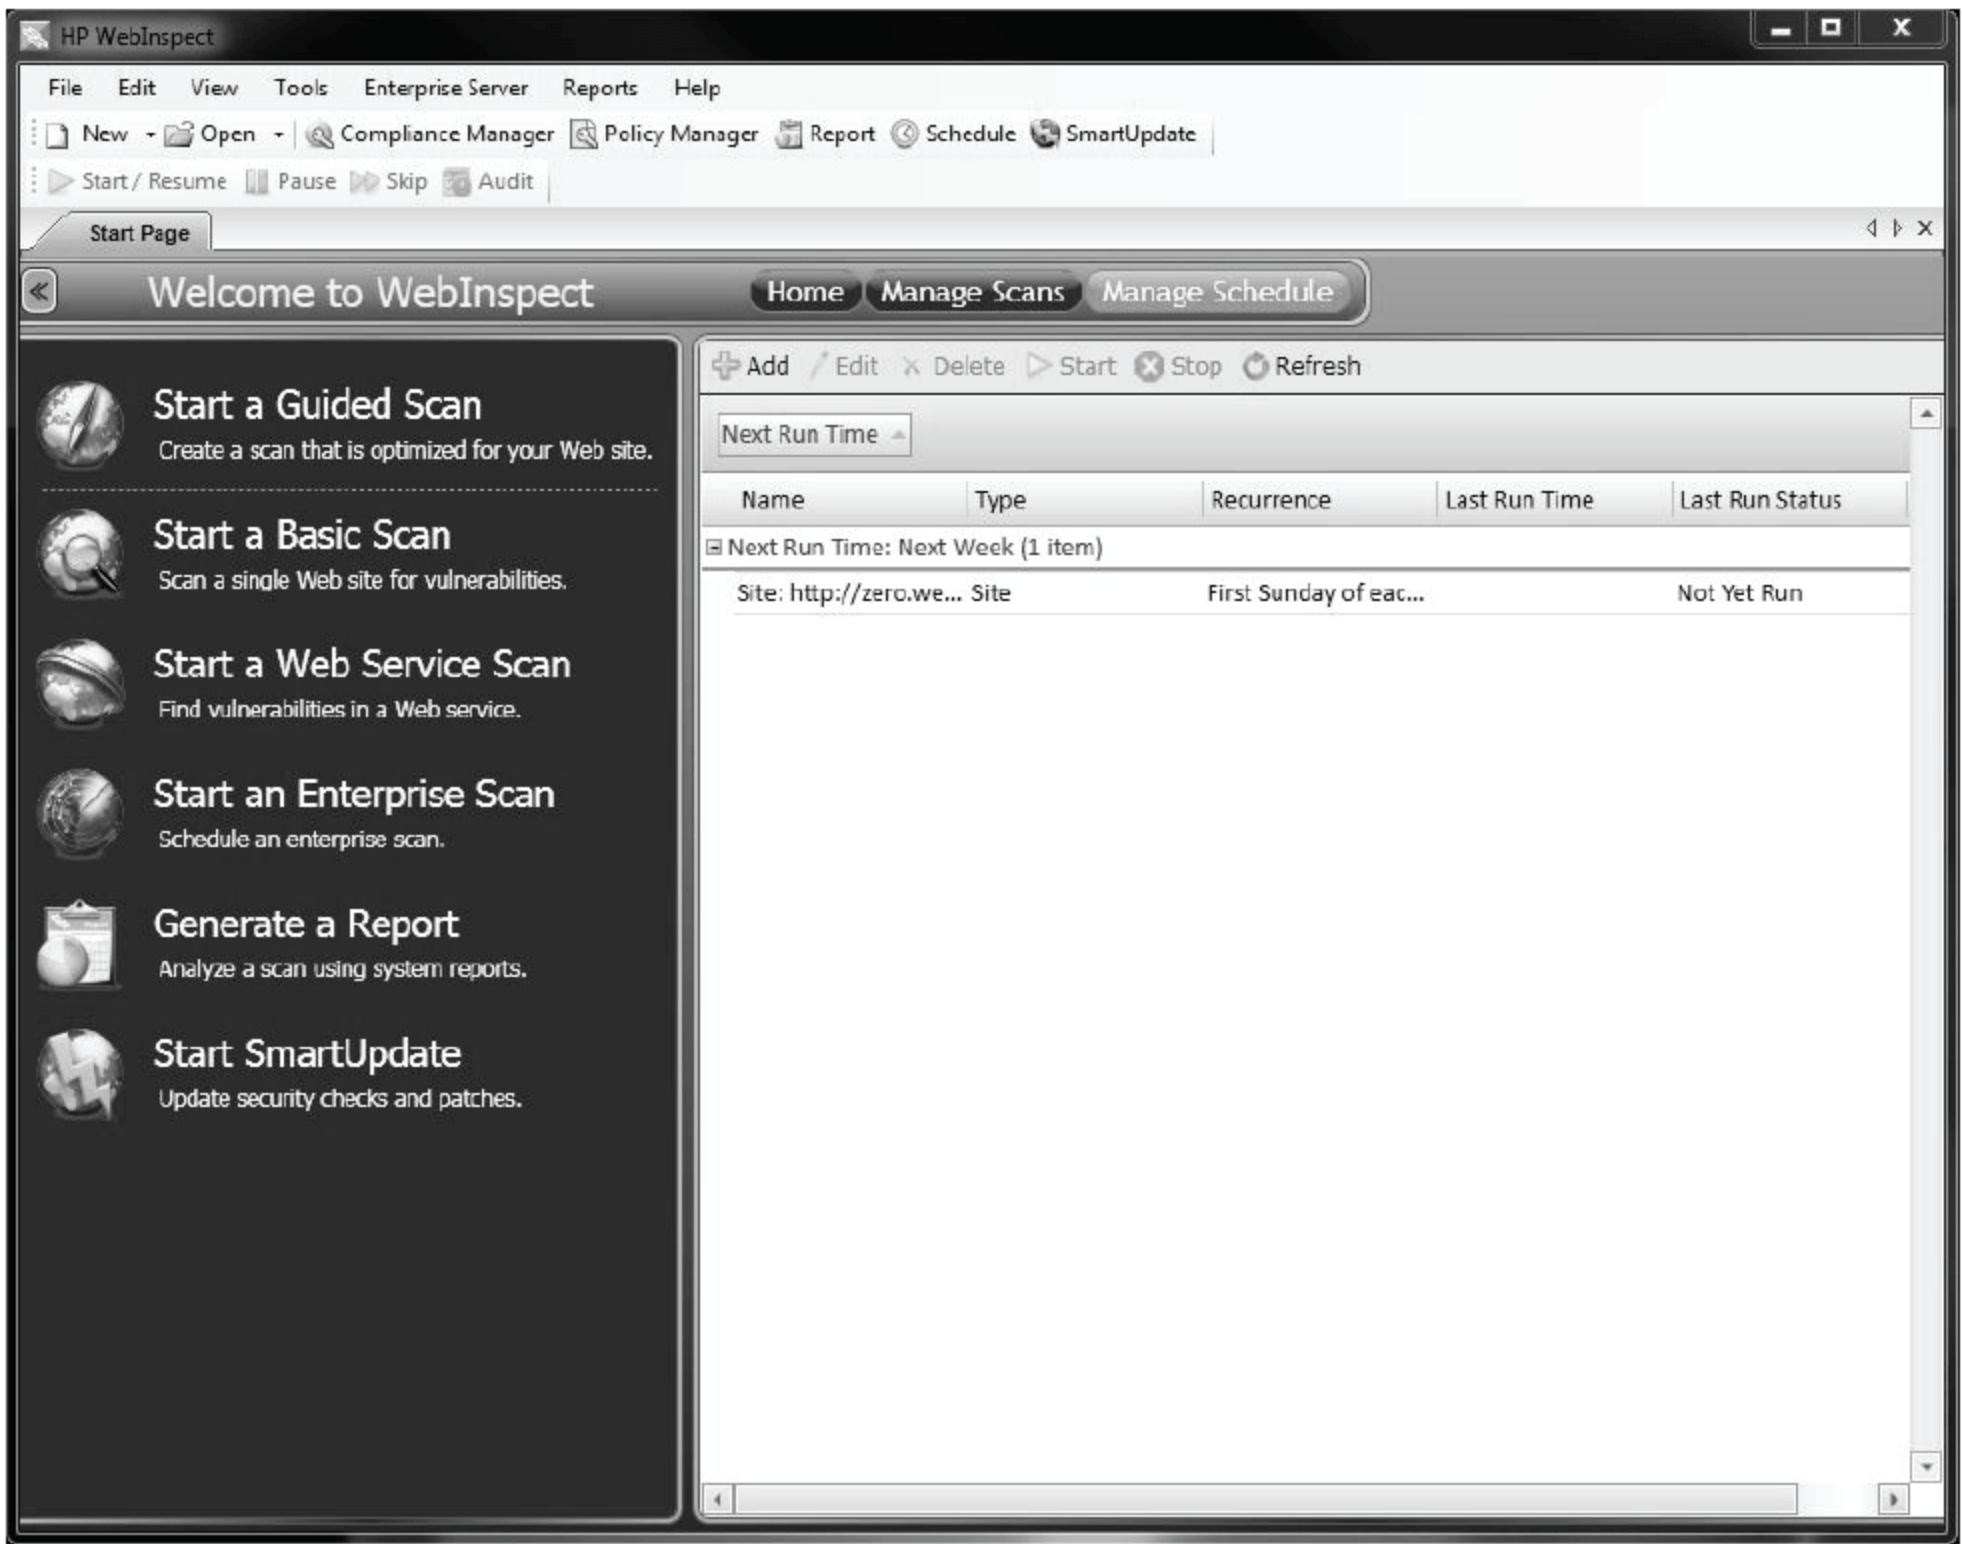 HP WebInspect
File Edit View Tools Enterprise Server Reports Help
New Open Compliance Manager Policy Manager Report Schedule SmartUpdate
Start / Resume Pause Skip Audit
Start Page
Welcome to WebInspect Home Manage Scans Manage Schedule
Start a Guided Scan
Create a scan that is optimized for your Web site.
Start a Basic Scan
Scan a single Web site for vulnerabilities.
Start a Web Service Scan
Find vulnerabilities in a Web service.
Start an Enterprise Scan
Schedule an enterprise scan.
Generate a Report
Analyze a scan using system reports.
Start SmartUpdate
Update security checks and patches.
Add Edit Delete Start Stop Refresh
Next Run Time
Name Type Recurrence Last Run Time Last Run Status
Next Run Time: Next Week (1 item)
Site: http://zero.we... Site First Sunday of eac... Not Yet Run